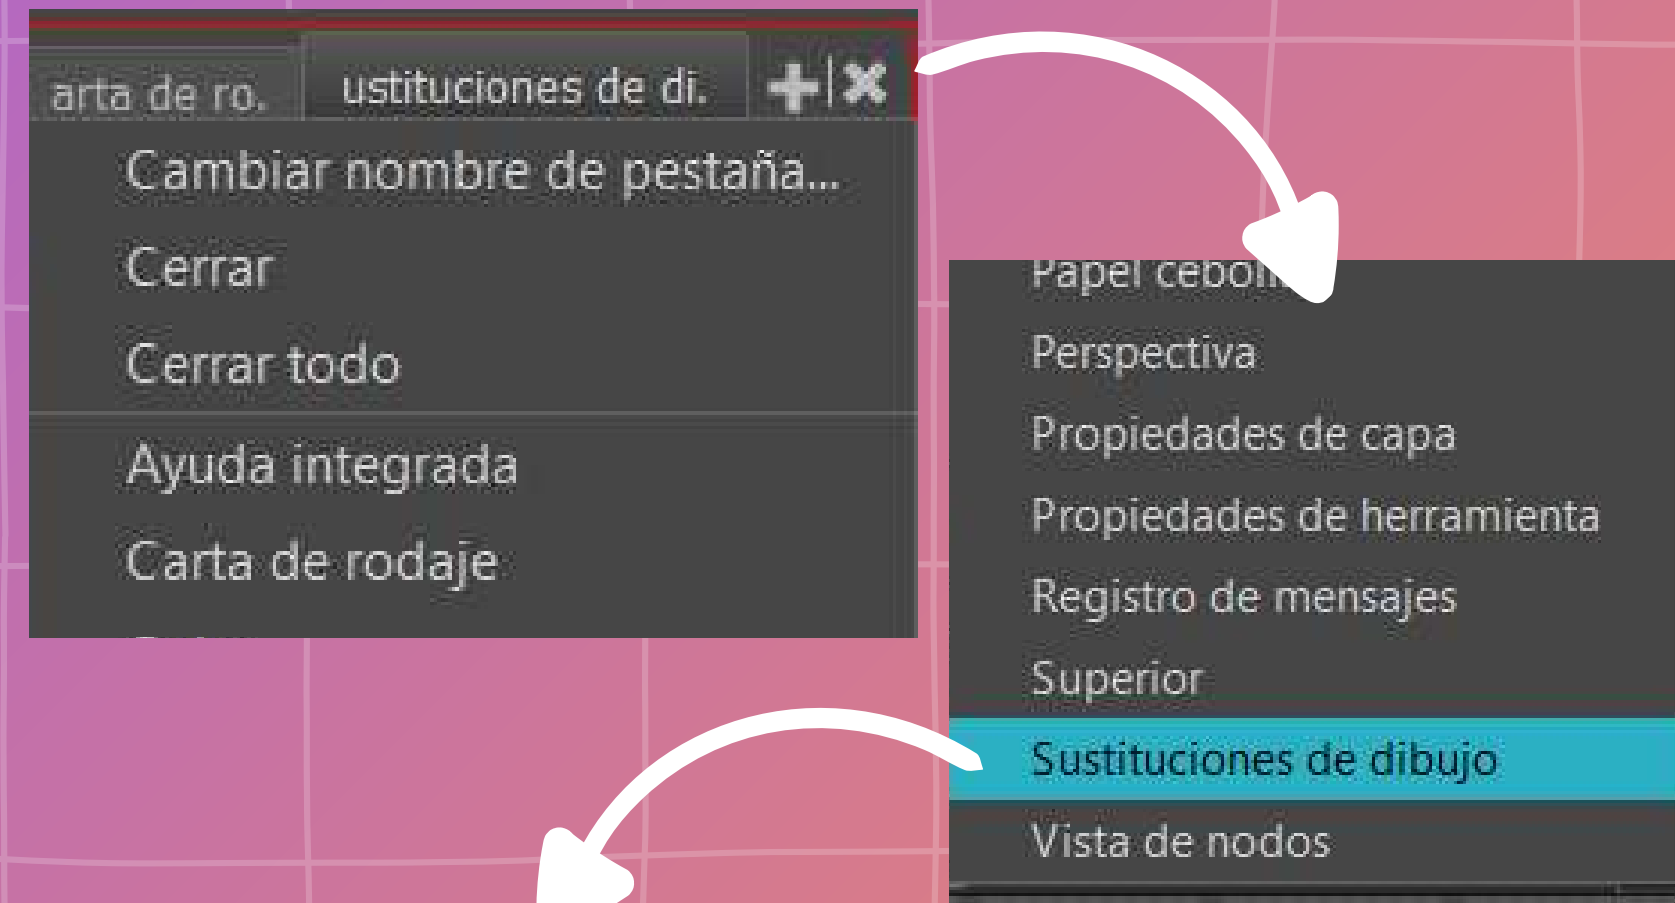 arta de ro. ustituciones de di.
Cambiar nombre de pestaña...
Cerrar
Cerrar todo
Ayuda integrada
Carta de rodaje
Papel
Perspectiva
Propiedades de capa
Propiedades de herramienta
Registro de mensajes
Superior
Sustituciones de dibujo
Vista de nodos